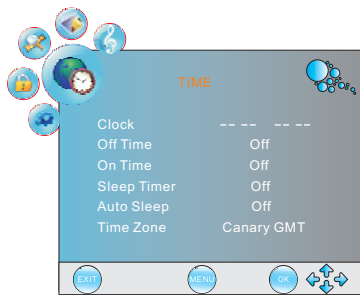 TIME
Clock -- -- -- --
Off Time Off
On Time Off
Sleep Timer Off
Auto Sleep Off
Time Zone Canary GMT
EXIT MENU OK